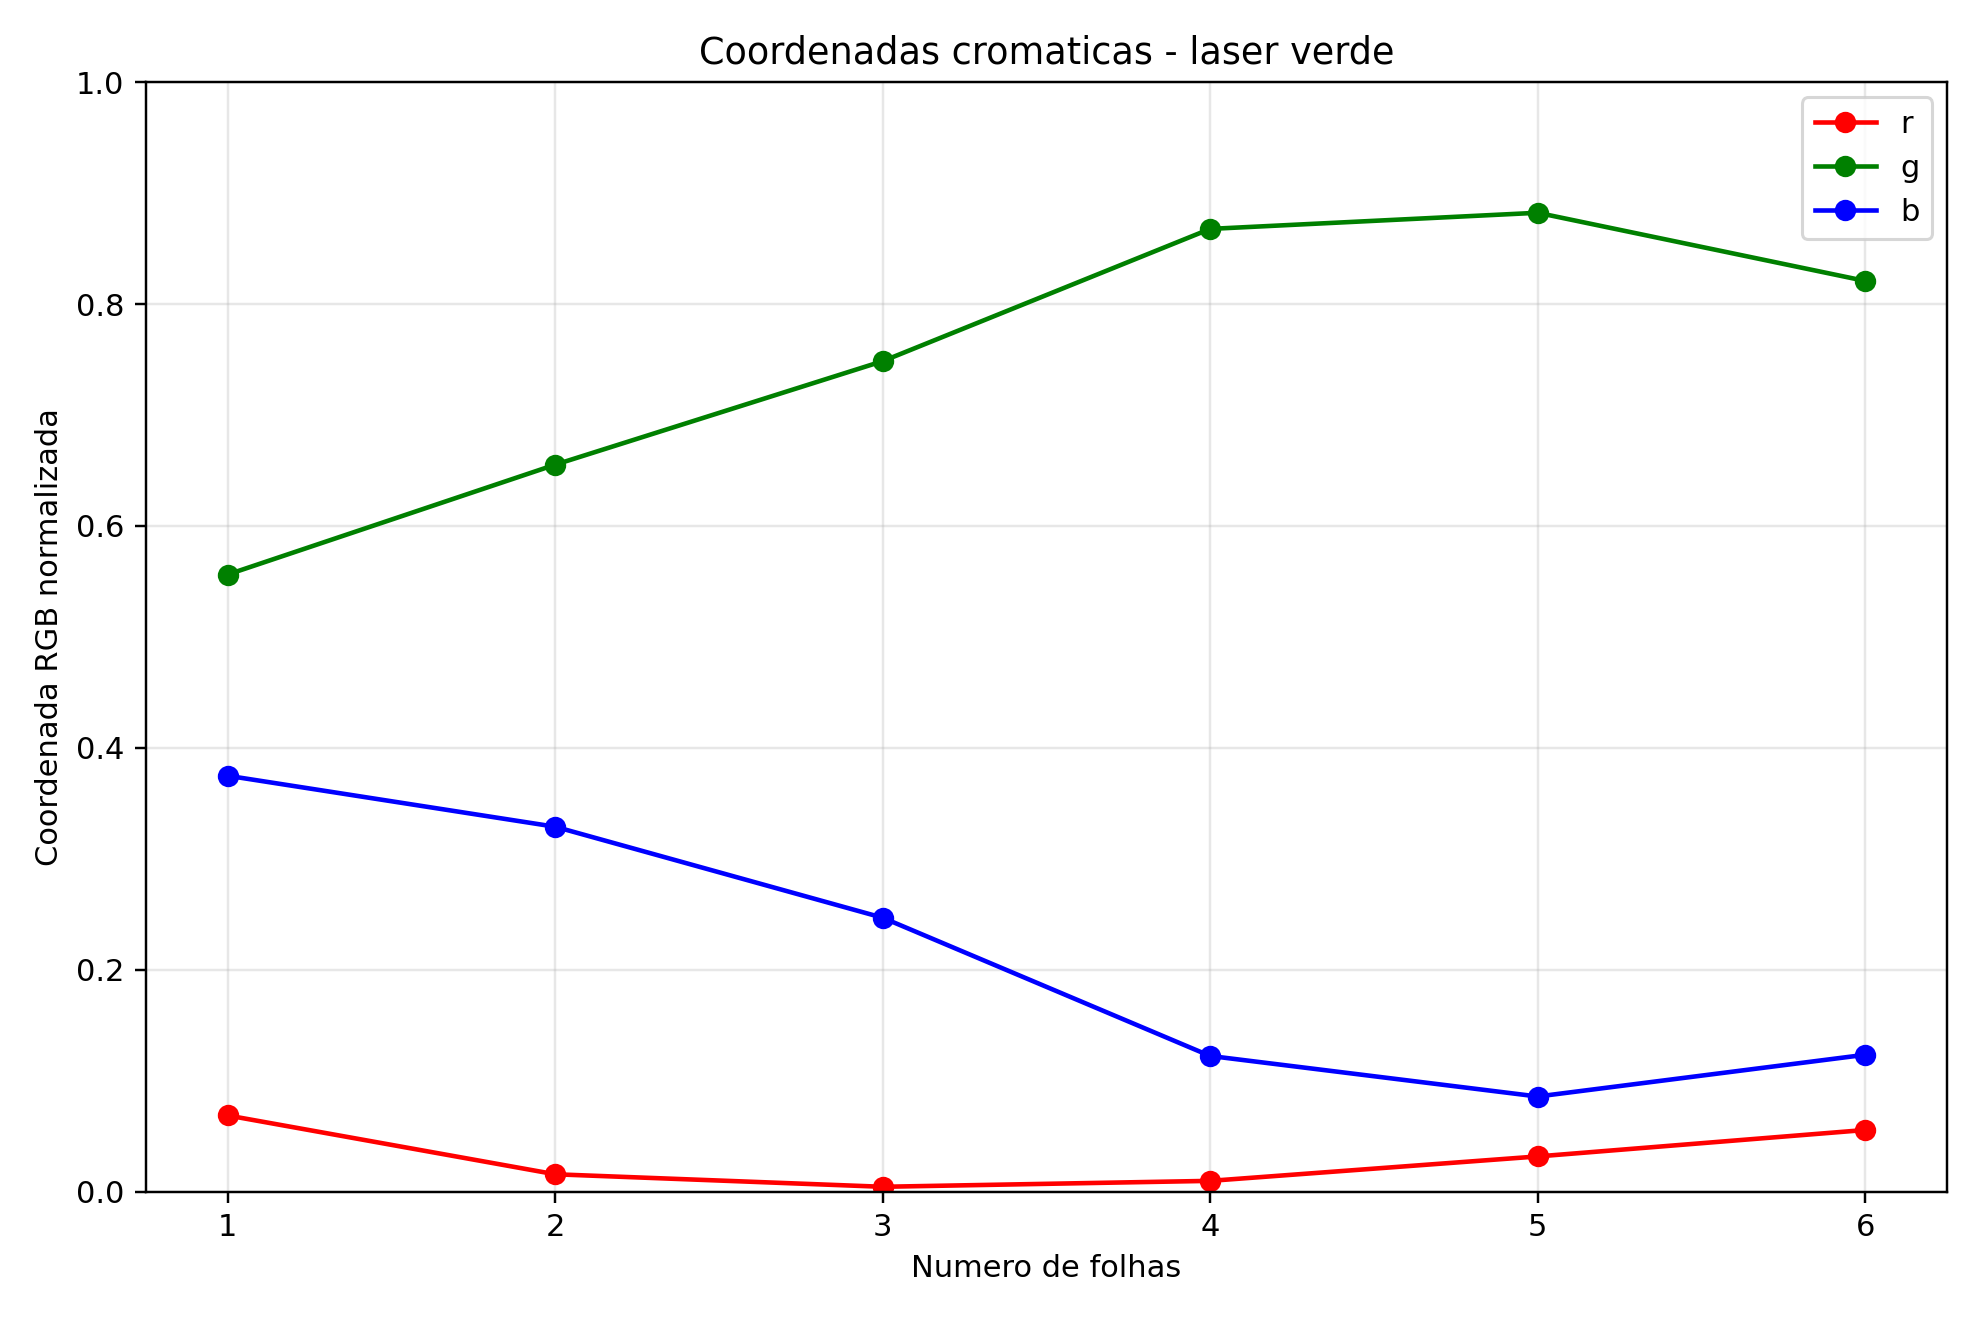 Coordenadas cromaticas - laser verde
1.0
0.8
0.6
0.4
0.2
0.0
Coordenada RGB normalizada
r
g
b
1 2 3 4 5 6
Numero de folhas